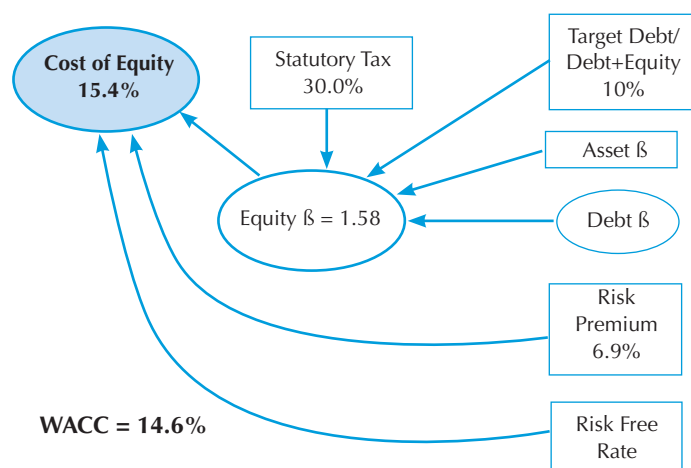 Cost of Equity
15.4%
Statutory Tax
30.0%
Target Debt/
Debt+Equity
10%
Asset ß
Equity ß = 1.58
Debt ß
Risk
Premium
6.9%
WACC = 14.6%
Risk Free
Rate